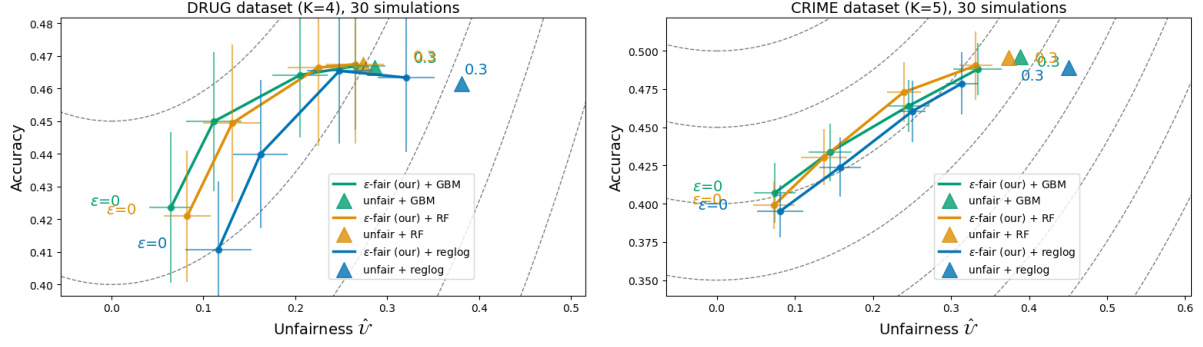 DRUG dataset (K=4), 30 simulations
0.48
0.47
0.46
0.45
0.44
0.43
0.42
0.41
0.40
Accuracy
0.3
0.3
0.3
ε=0
ε=0
ε=0
ε-fair (our) + GBM
unfair + GBM
ε-fair (our) + RF
unfair + RF
ε-fair (our) + reglog
unfair + reglog
0.0 0.1 0.2 0.3 0.4 0.5
Unfairness 𝒰̂
CRIME dataset (K=5), 30 simulations
0.500
0.475
0.450
0.425
0.400
0.375
0.350
Accuracy
0.3
0.3
0.3
ε=0
ε=0
ε=0
ε-fair (our) + GBM
unfair + GBM
ε-fair (our) + RF
unfair + RF
ε-fair (our) + reglog
unfair + reglog
0.0 0.1 0.2 0.3 0.4 0.5 0.6
Unfairness 𝒰̂